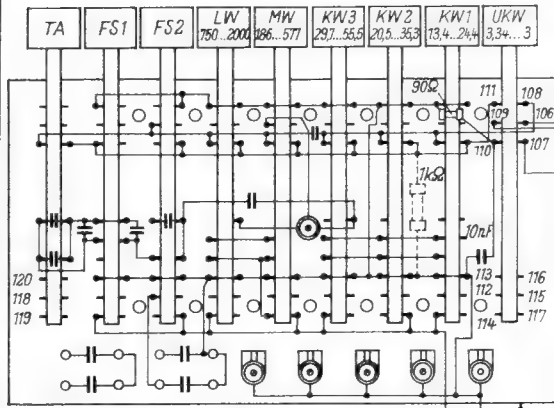 TA FS1 FS2 LW MW KW3 KW2 KW1 UKW
750...2000 186...577 29,7...55,5 20,5...35,3 13,4...24,4 3,34...3
90Ω 111 108
109 106
110 107
1kΩ
10nF
120 113 116
118 112 115
119 114 117